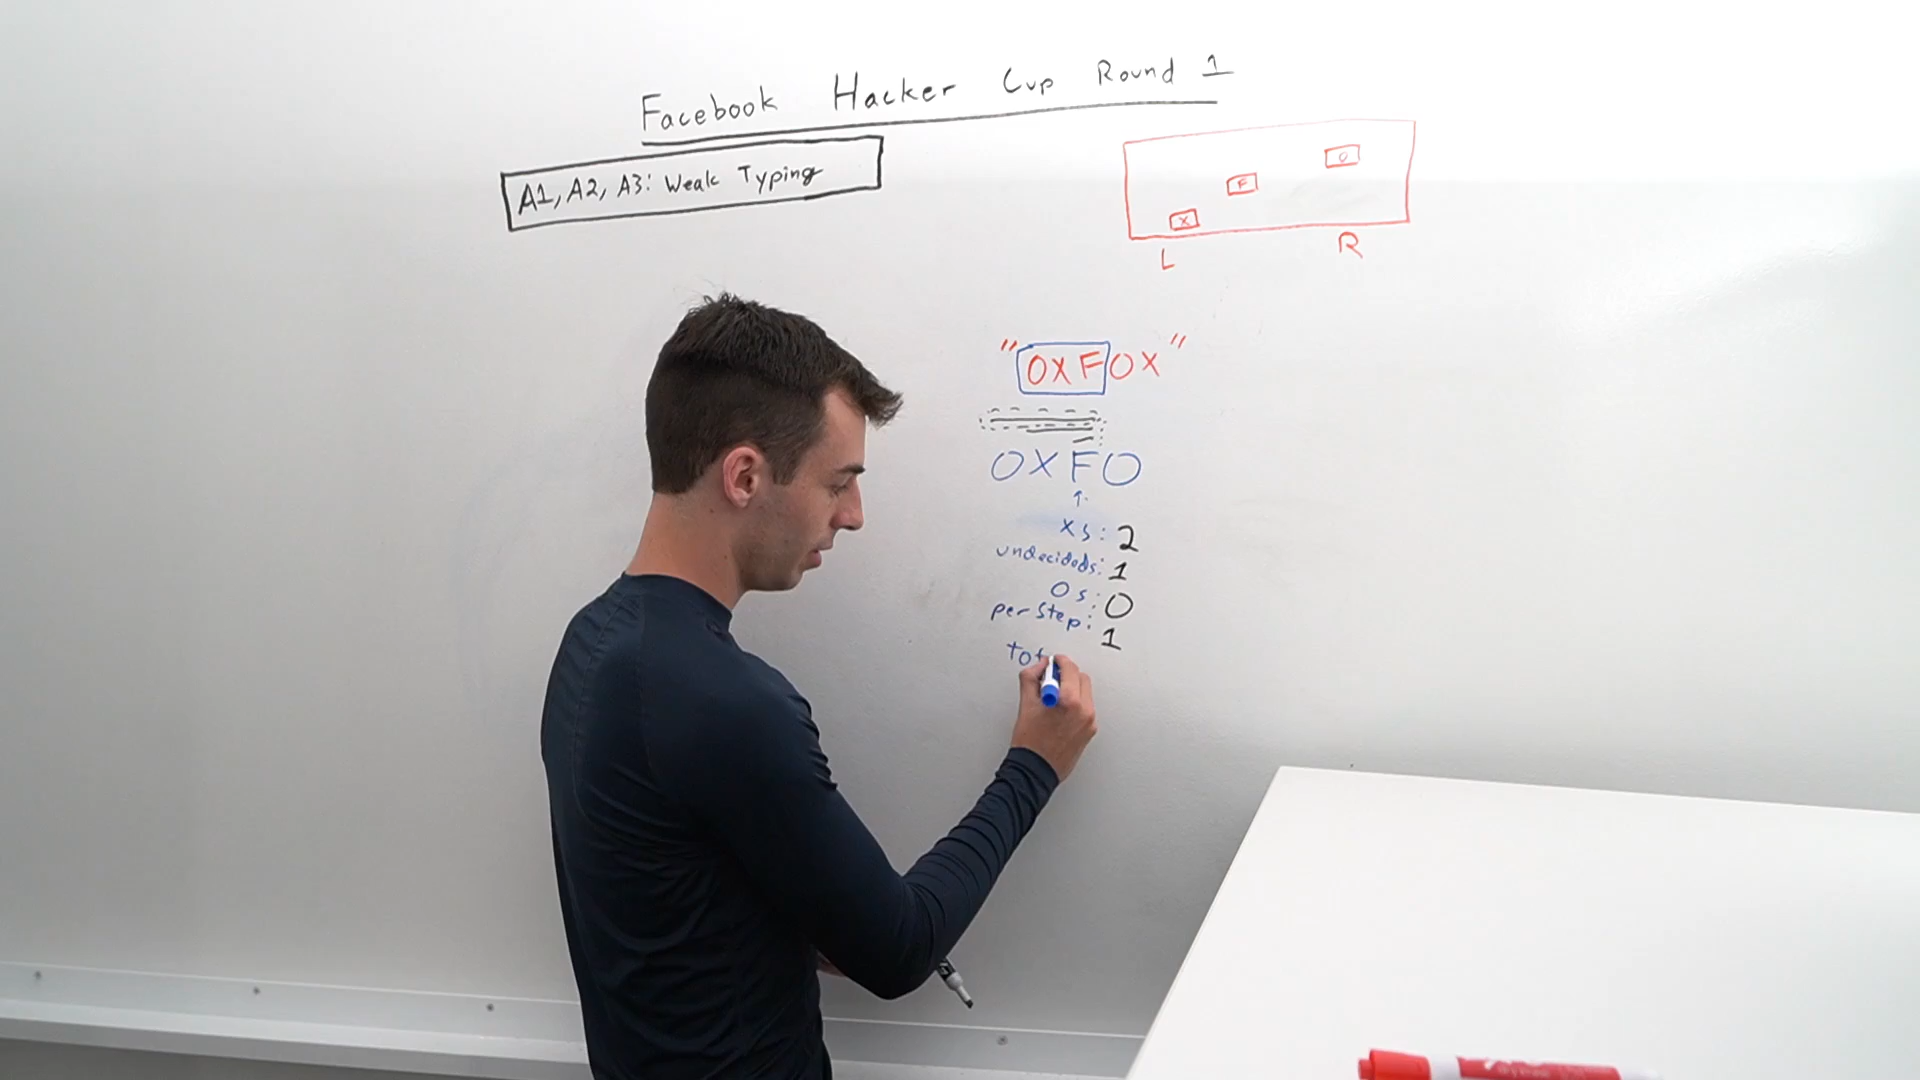 Facebook Hacker Cup Round 1
A1, A2, A3: Weak Typing
O
F
X
L R
"OXFOX"
OXFO
Xs: 2
undecideds: 1
Os: 0
per step: 1
tot